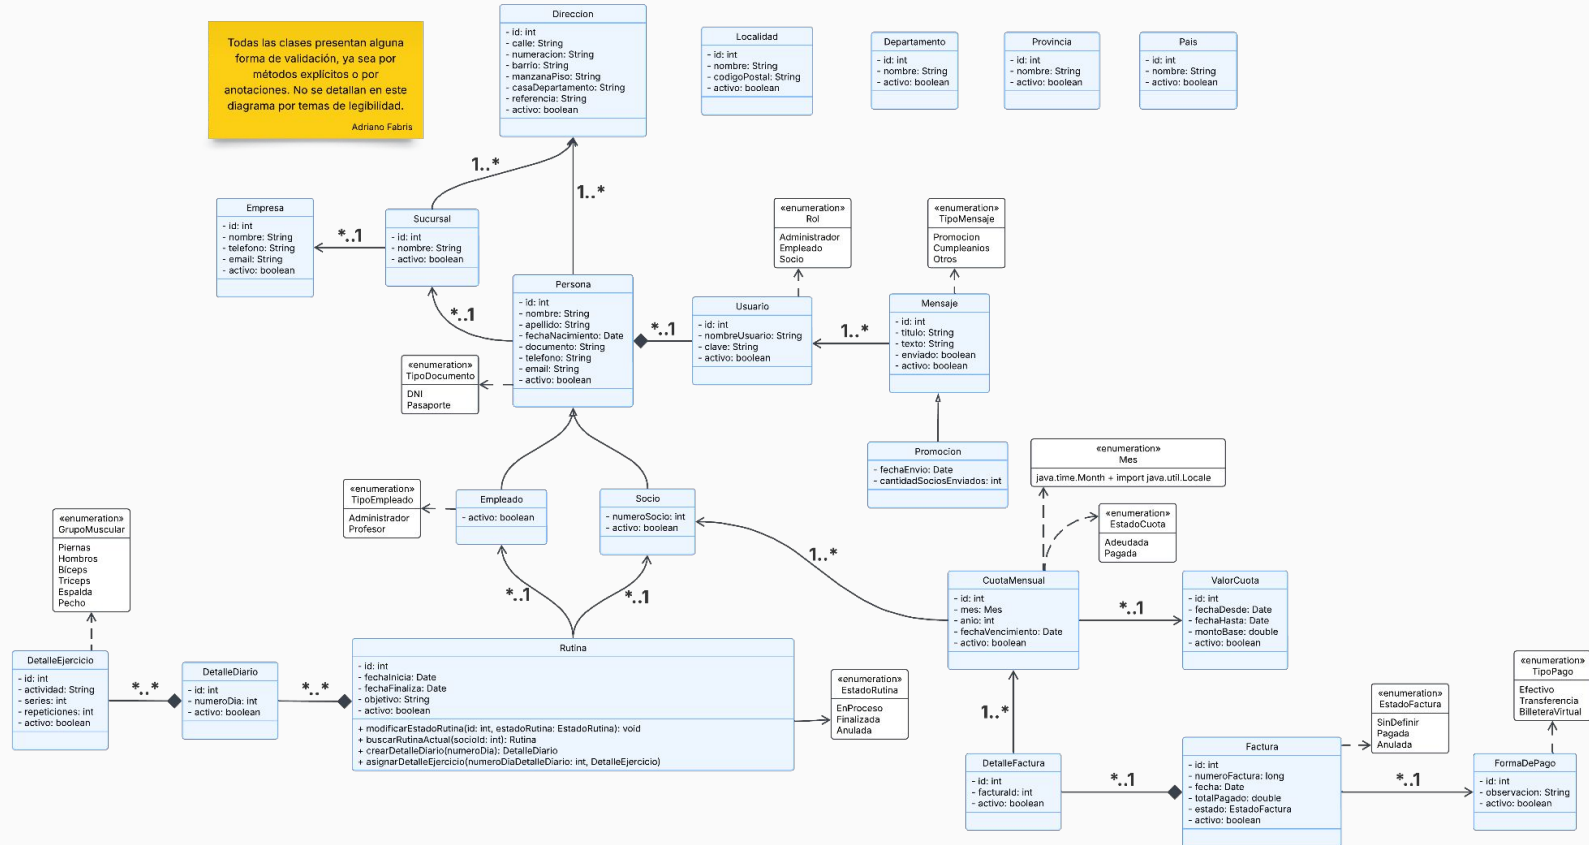 Todas las clases presentan alguna
forma de validación, ya sea por
métodos explícitos o por
anotaciones. No se detallan en este
diagrama por temas de legibilidad.
Adriano Fabris
Direccion
- id: int
- calle: String
- numeracion: String
- barrio: String
- manzanaPiso: String
- casaDepartamento: String
- referencia: String
- activo: boolean
Localidad
- id: int
- nombre: String
- codigoPostal: String
- activo: boolean
Departamento
- id: int
- nombre: String
- activo: boolean
Provincia
- id: int
- nombre: String
- activo: boolean
Pais
- id: int
- nombre: String
- activo: boolean
1..*
1..*
Empresa
- id: int
- nombre: String
- telefono: String
- email: String
- activo: boolean
*..1
Sucursal
- id: int
- nombre: String
- activo: boolean
*..1
Persona
- id: int
- nombre: String
- apellido: String
- fechaNacimiento: Date
- documento: String
- telefono: String
- email: String
- activo: boolean
*..1
«enumeration»
Rol
Administrador
Empleado
Socio
Usuario
- id: int
- nombreUsuario: String
- clave: String
- activo: boolean
1..*
«enumeration»
TipoMensaje
Promocion
Cumpleanios
Otros
Mensaje
- id: int
- titulo: String
- texto: String
- enviado: boolean
- activo: boolean
«enumeration»
TipoDocumento
DNI
Pasaporte
Promocion
- fechaEnvio: Date
- cantidadSociosEnviados: int
«enumeration»
Mes
java.time.Month + import java.util.Locale
«enumeration»
EstadoCuota
Adeudada
Pagada
«enumeration»
TipoEmpleado
Administrador
Profesor
Empleado
- activo: boolean
Socio
- numeroSocio: int
- activo: boolean
1..*
*..1
*..1
«enumeration»
GrupoMuscular
Piernas
Hombros
Bíceps
Tríceps
Espalda
Pecho
CuotaMensual
- id: int
- mes: Mes
- anio: int
- fechaVencimiento: Date
- activo: boolean
*..1
ValorCuota
- id: int
- fechaDesde: Date
- fechaHasta: Date
- montoBase: double
- activo: boolean
DetalleEjercicio
- id: int
- actividad: String
- series: int
- repeticiones: int
- activo: boolean
*..*
DetalleDiario
- id: int
- numeroDia: int
- activo: boolean
*..*
Rutina
- id: int
- fechaInicia: Date
- fechaFinaliza: Date
- objetivo: String
- activo: boolean
+ modificarEstadoRutina(id: int, estadoRutina: EstadoRutina): void
+ buscarRutinaActual(socioId: int): Rutina
+ crearDetalleDiario(numeroDia): DetalleDiario
+ asignarDetalleEjercicio(numeroDiaDetalleDiario: int, DetalleEjercicio)
«enumeration»
EstadoRutina
EnProceso
Finalizada
Anulada
1..*
«enumeration»
EstadoFactura
SinDefinir
Pagada
Anulada
«enumeration»
TipoPago
Efectivo
Transferencia
BilleteraVirtual
DetalleFactura
- id: int
- facturaId: int
- activo: boolean
*..1
Factura
- id: int
- numeroFactura: long
- fecha: Date
- totalPagado: double
- estado: EstadoFactura
- activo: boolean
*..1
FormaDePago
- id: int
- observacion: String
- activo: boolean